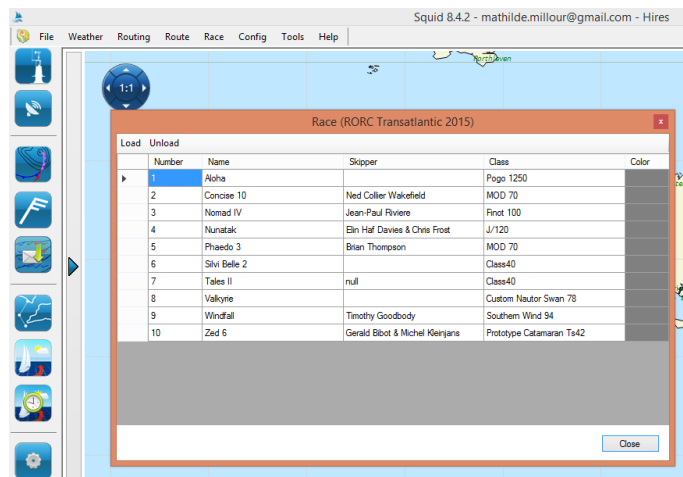 Squid 8.4.2 - mathilde.millour@gmail.com - Hires
File Weather Routing Route Race Config Tools Help
Porthleven
1:1
Race (RORC Transatlantic 2015)
x
Load Unload
Number Name Skipper Class Color
1 Aloha Pogo 1250
2 Concise 10 Ned Collier Wakefield MOD 70
3 Nomad IV Jean-Paul Riviere Finot 100
4 Nunatak Elin Haf Davies & Chris Frost J/120
5 Phaedo 3 Brian Thompson MOD 70
6 Silvi Belle 2 Class40
7 Tales II null Class40
8 Valkyrie Custom Nautor Swan 78
9 Windfall Timothy Goodbody Southern Wind 94
10 Zed 6 Gerald Bibot & Michel Kleinjans Prototype Catamaran Ts42
Close